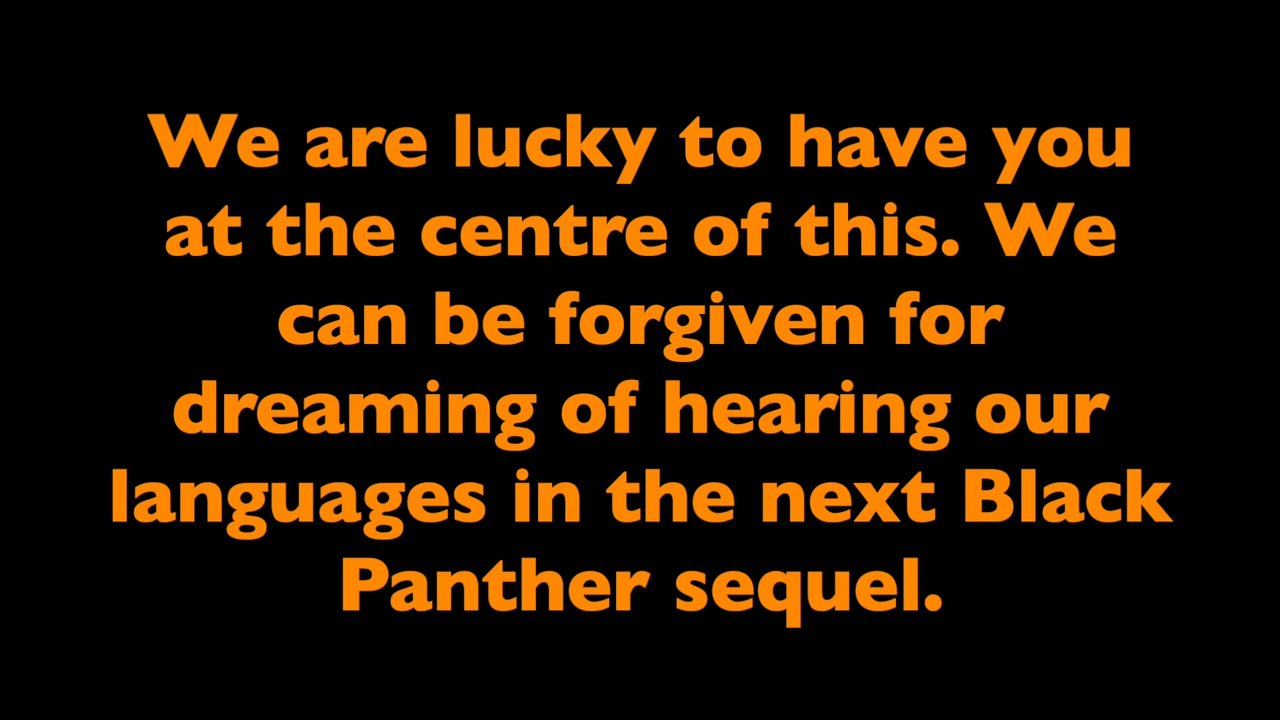 We are lucky to have you
at the centre of this. We
can be forgiven for
dreaming of hearing our
languages in the next Black
Panther sequel.